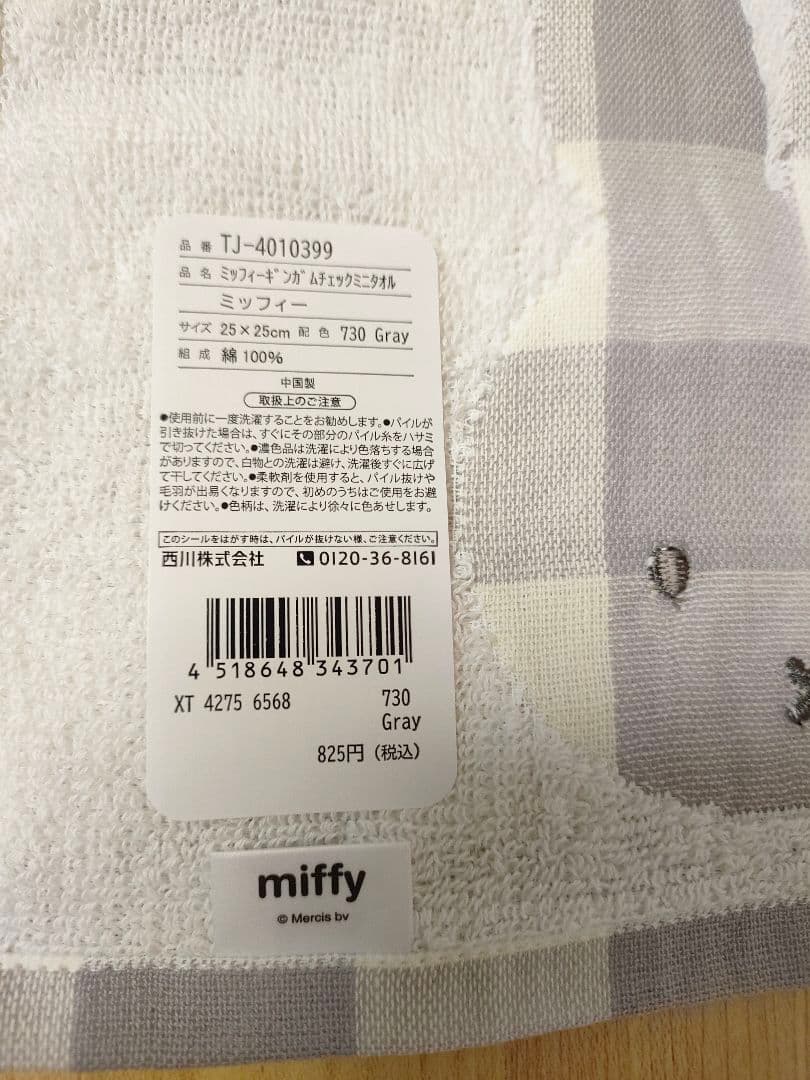 品番 TJ-4010399
品名 ﾐｯﾌｨｰｷﾞﾝｶﾞﾑﾁｪｯｸﾐﾆﾀｵﾙ
ミッフィー
サイズ 25×25cm 配色 730 Gray
組成 綿100%
中国製
取扱上のご注意
●使用前に一度洗濯することをお勧めします。●パイルが
引き抜けた場合は、すぐにその部分のパイル糸をハサミ
で切ってください。●濃色品は洗濯により色落ちする場合
がありますので、白物との洗濯は避け、洗濯後すぐに広げ
て干してください。●柔軟剤を使用すると、パイル抜けや
毛羽が出易くなりますので、初めのうちはご使用をお避
けください。●色柄は、洗濯により徐々に色あせします。
このシールをはがす時は、パイルが抜けない様、ご注意ください。
西川株式会社 0120-36-8161
4 518648 343701
XT 4275 6568 730
Gray
825円（税込）
miffy
© Mercis bv